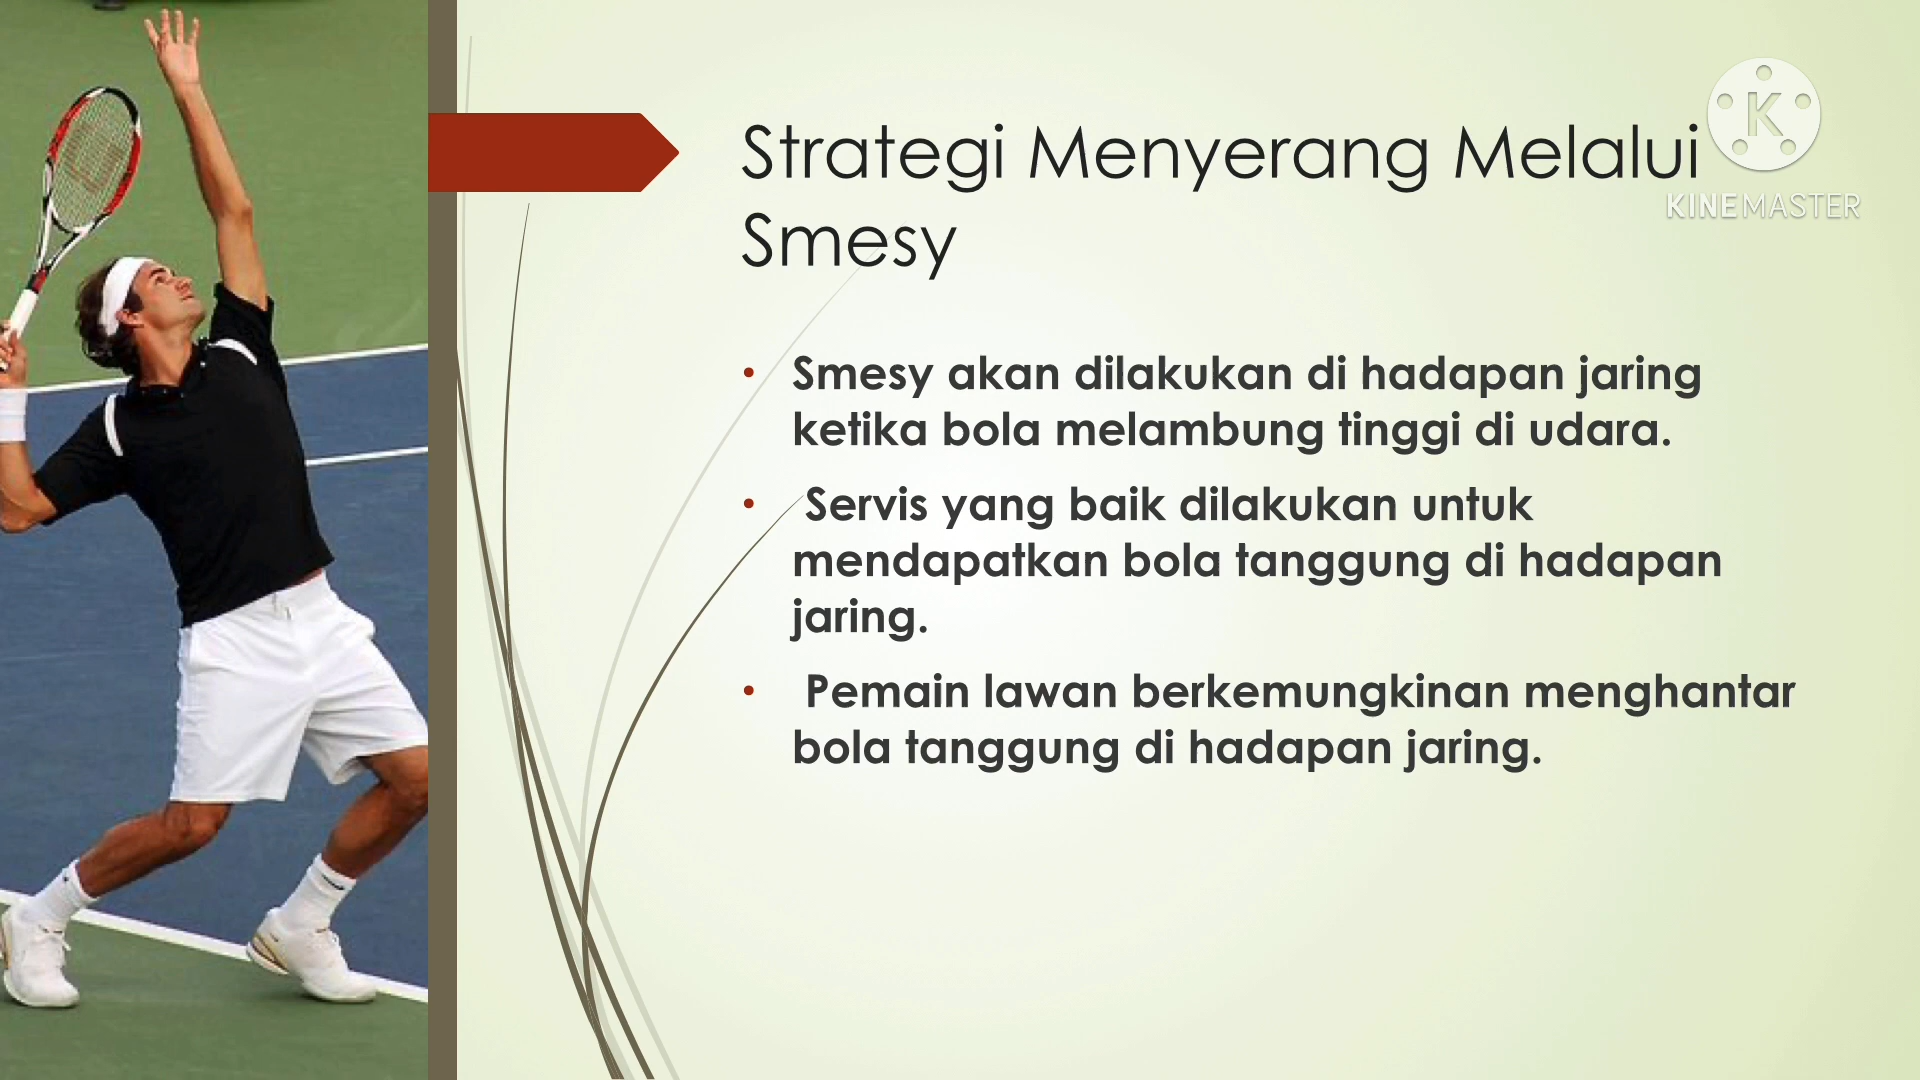 Strategi Menyerang Melalui
Smesy
K
KINEMASTER
• Smesy akan dilakukan di hadapan jaring
ketika bola melambung tinggi di udara.
• Servis yang baik dilakukan untuk
mendapatkan bola tanggung di hadapan
jaring.
• Pemain lawan berkemungkinan menghantar
bola tanggung di hadapan jaring.